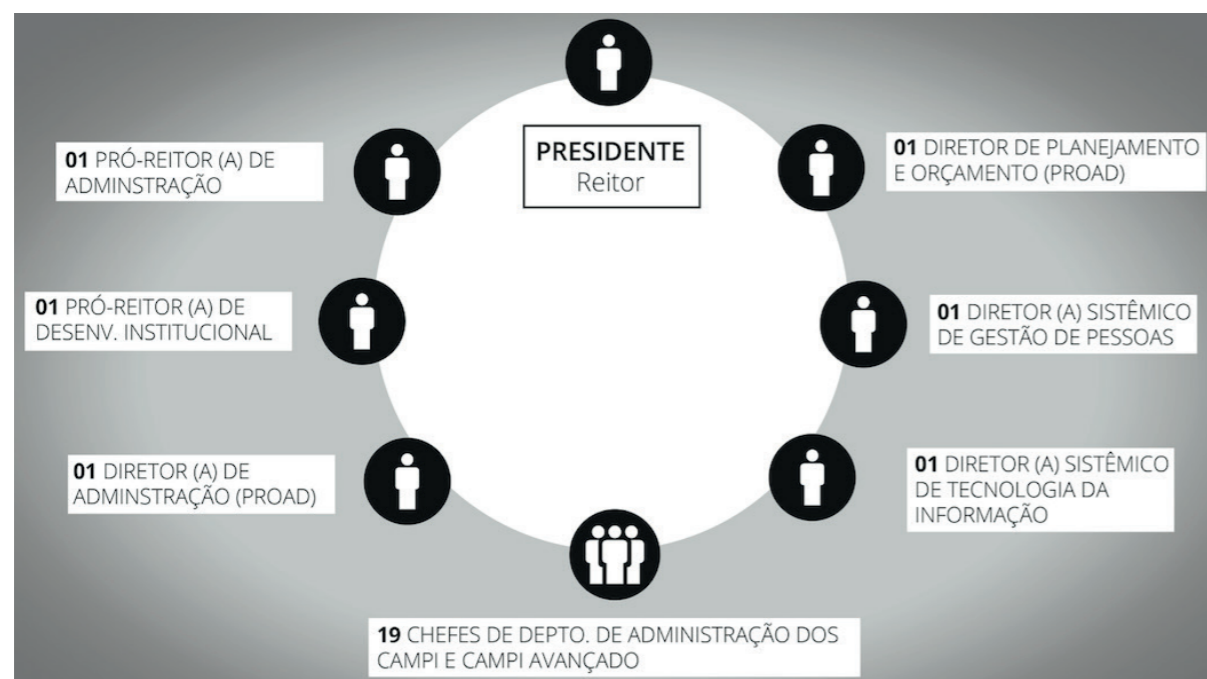 PRESIDENTE
Reitor
01 PRÓ-REITOR (A) DE
ADMINSTRAÇÃO
01 DIRETOR DE PLANEJAMENTO
E ORÇAMENTO (PROAD)
01 PRÓ-REITOR (A) DE
DESENV. INSTITUCIONAL
01 DIRETOR (A) SISTÊMICO
DE GESTÃO DE PESSOAS
01 DIRETOR (A) DE
ADMINSTRAÇÃO (PROAD)
01 DIRETOR (A) SISTÊMICO
DE TECNOLOGIA DA
INFORMAÇÃO
19 CHEFES DE DEPTO. DE ADMINISTRAÇÃO DOS
CAMPI E CAMPI AVANÇADO